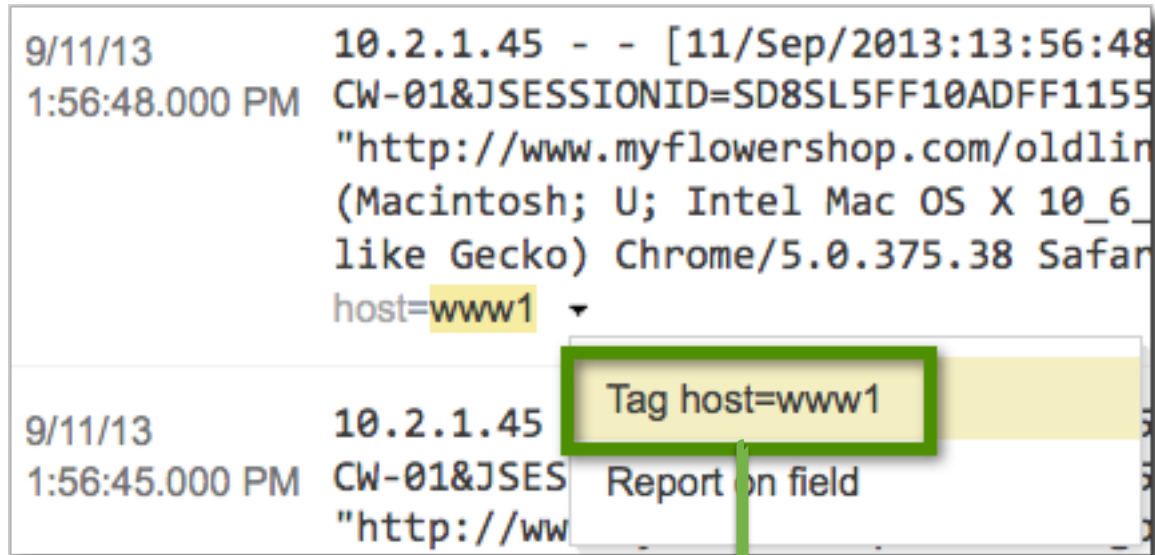 9/11/13
1:56:48.000 PM
10.2.1.45 - - [11/Sep/2013:13:56:48
CW-01&JSESSIONID=SD8SL5FF10ADFF1155
"http://www.myflowershop.com/oldlin
(Macintosh; U; Intel Mac OS X 10_6_
like Gecko) Chrome/5.0.375.38 Safar
host=www1
Tag host=www1
Report on field
9/11/13
1:56:45.000 PM
10.2.1.45
CW-01&JSES
"http://ww